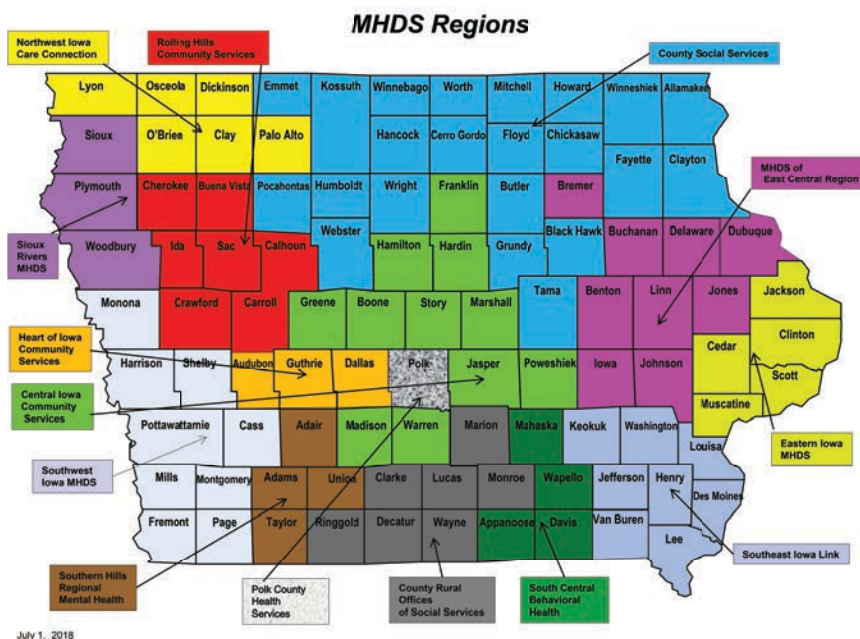 MHDS Regions
Northwest Iowa
Care Connection
Rolling Hills
Community Services
County Social Services
Lyon
Osceola
Dickinson
Emmet
Kossuth
Winnebago
Worth
Mitchell
Howard
Winneshiek
Allamakee
Sioux
O'Brien
Clay
Palo Alto
Hancock
Cerro Gordo
Floyd
Chickasaw
Fayette
Clayton
MHDS of
East Central Region
Plymouth
Cherokee
Buena Vista
Pocahontas
Humboldt
Wright
Franklin
Butler
Bremer
Sioux
Rivers
MHDS
Woodbury
Ida
Sac
Calhoun
Webster
Hamilton
Hardin
Grundy
Black Hawk
Buchanan
Delaware
Dubuque
Monona
Crawford
Carroll
Greene
Boone
Story
Marshall
Tama
Benton
Linn
Jones
Jackson
Clinton
Heart of Iowa
Community
Services
Harrison
Shelby
Audubon
Guthrie
Dallas
Polk
Jasper
Poweshiek
Iowa
Johnson
Cedar
Scott
Muscatine
Central Iowa
Community
Services
Pottawattamie
Cass
Adair
Madison
Warren
Marion
Mahaska
Keokuk
Washington
Louisa
Eastern Iowa
MHDS
Southwest
Iowa MHDS
Mills
Montgomery
Adams
Union
Clarke
Lucas
Monroe
Wapello
Jefferson
Henry
Des Moines
Fremont
Page
Taylor
Ringgold
Decatur
Wayne
Appanoose
Davis
Van Buren
Lee
Southeast Iowa Link
Southern Hills
Regional
Mental Health
Polk County
Health
Services
County Rural
Offices
of Social Services
South Central
Behavioral
Health
July 1, 2018